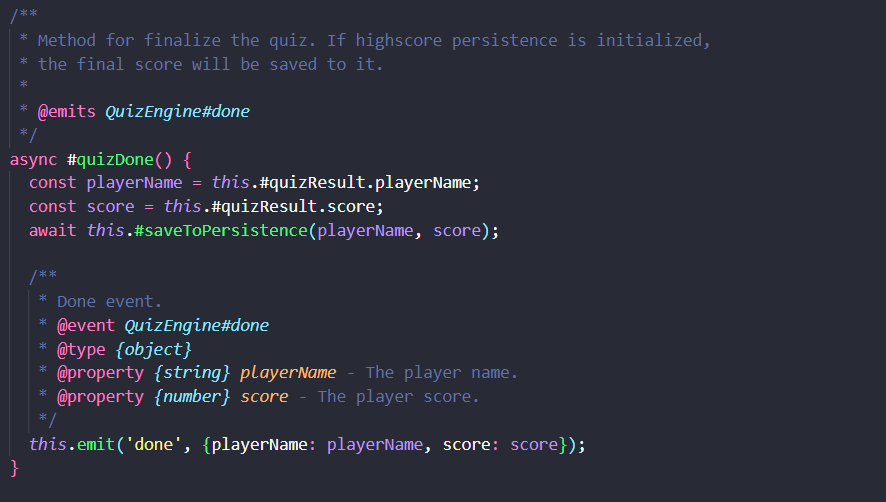 /**
 * Method for finalize the quiz. If highscore persistence is initialized,
 * the final score will be saved to it.
 *
 * @emits QuizEngine#done
 */
async #quizDone() {
  const playerName = this.#quizResult.playerName;
  const score = this.#quizResult.score;
  await this.#saveToPersistence(playerName, score);

  /**
   * Done event.
   * @event QuizEngine#done
   * @type {object}
   * @property {string} playerName - The player name.
   * @property {number} score - The player score.
   */
  this.emit('done', {playerName: playerName, score: score});
}